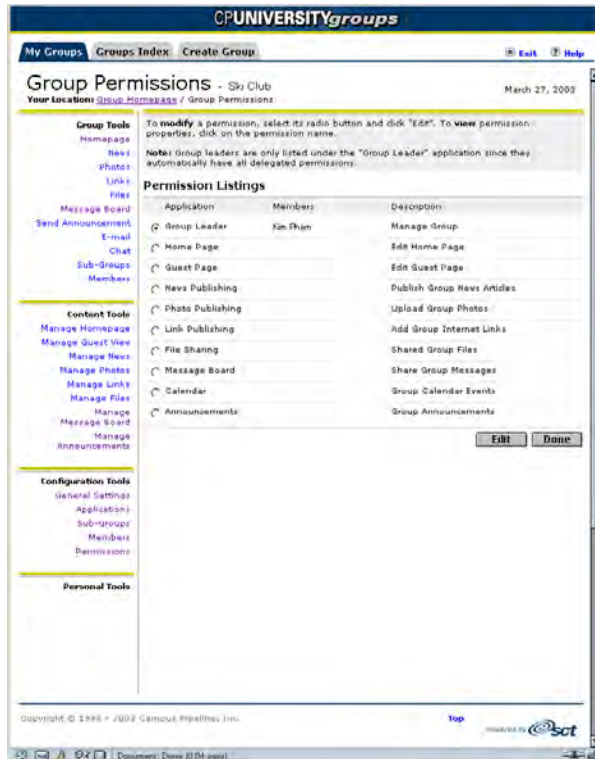 CPUNIVERSITYgroups
My Groups Groups Index Create Group Exit Help
Group Permissions - Ski Club
March 27, 2003
Your Location: Group Homepage / Group Permissions
Group Tools
Homepage
News
Photos
Links
Files
Message Board
Send Announcement
E-mail
Chat
Sub-Groups
Members
Content Tools
Manage Homepage
Manage Guest View
Manage News
Manage Photos
Manage Links
Manage Files
Manage
Message Board
Manage
Announcements
Configuration Tools
General Settings
Applications
Sub-Groups
Members
Permissions
Personal Tools
To modify a permission, select its radio button and click "Edit". To view permission
properties, click on the permission name.
Note: Group leaders are only listed under the "Group Leader" application since they
automatically have all delegated permissions.
Permission Listings
Application Members Description
Group Leader Kim Pham Manage Group
Home Page Edit Home Page
Guest Page Edit Guest Page
News Publishing Publish Group News Articles
Photo Publishing Upload Group Photos
Link Publishing Add Group Internet Links
File Sharing Shared Group Files
Message Board Share Group Messages
Calendar Group Calendar Events
Announcements Group Announcements
Edit Done
Copyright © 1998 - 2003 Campus Pipeline, Inc.
Top
powered by sct
Document: Done